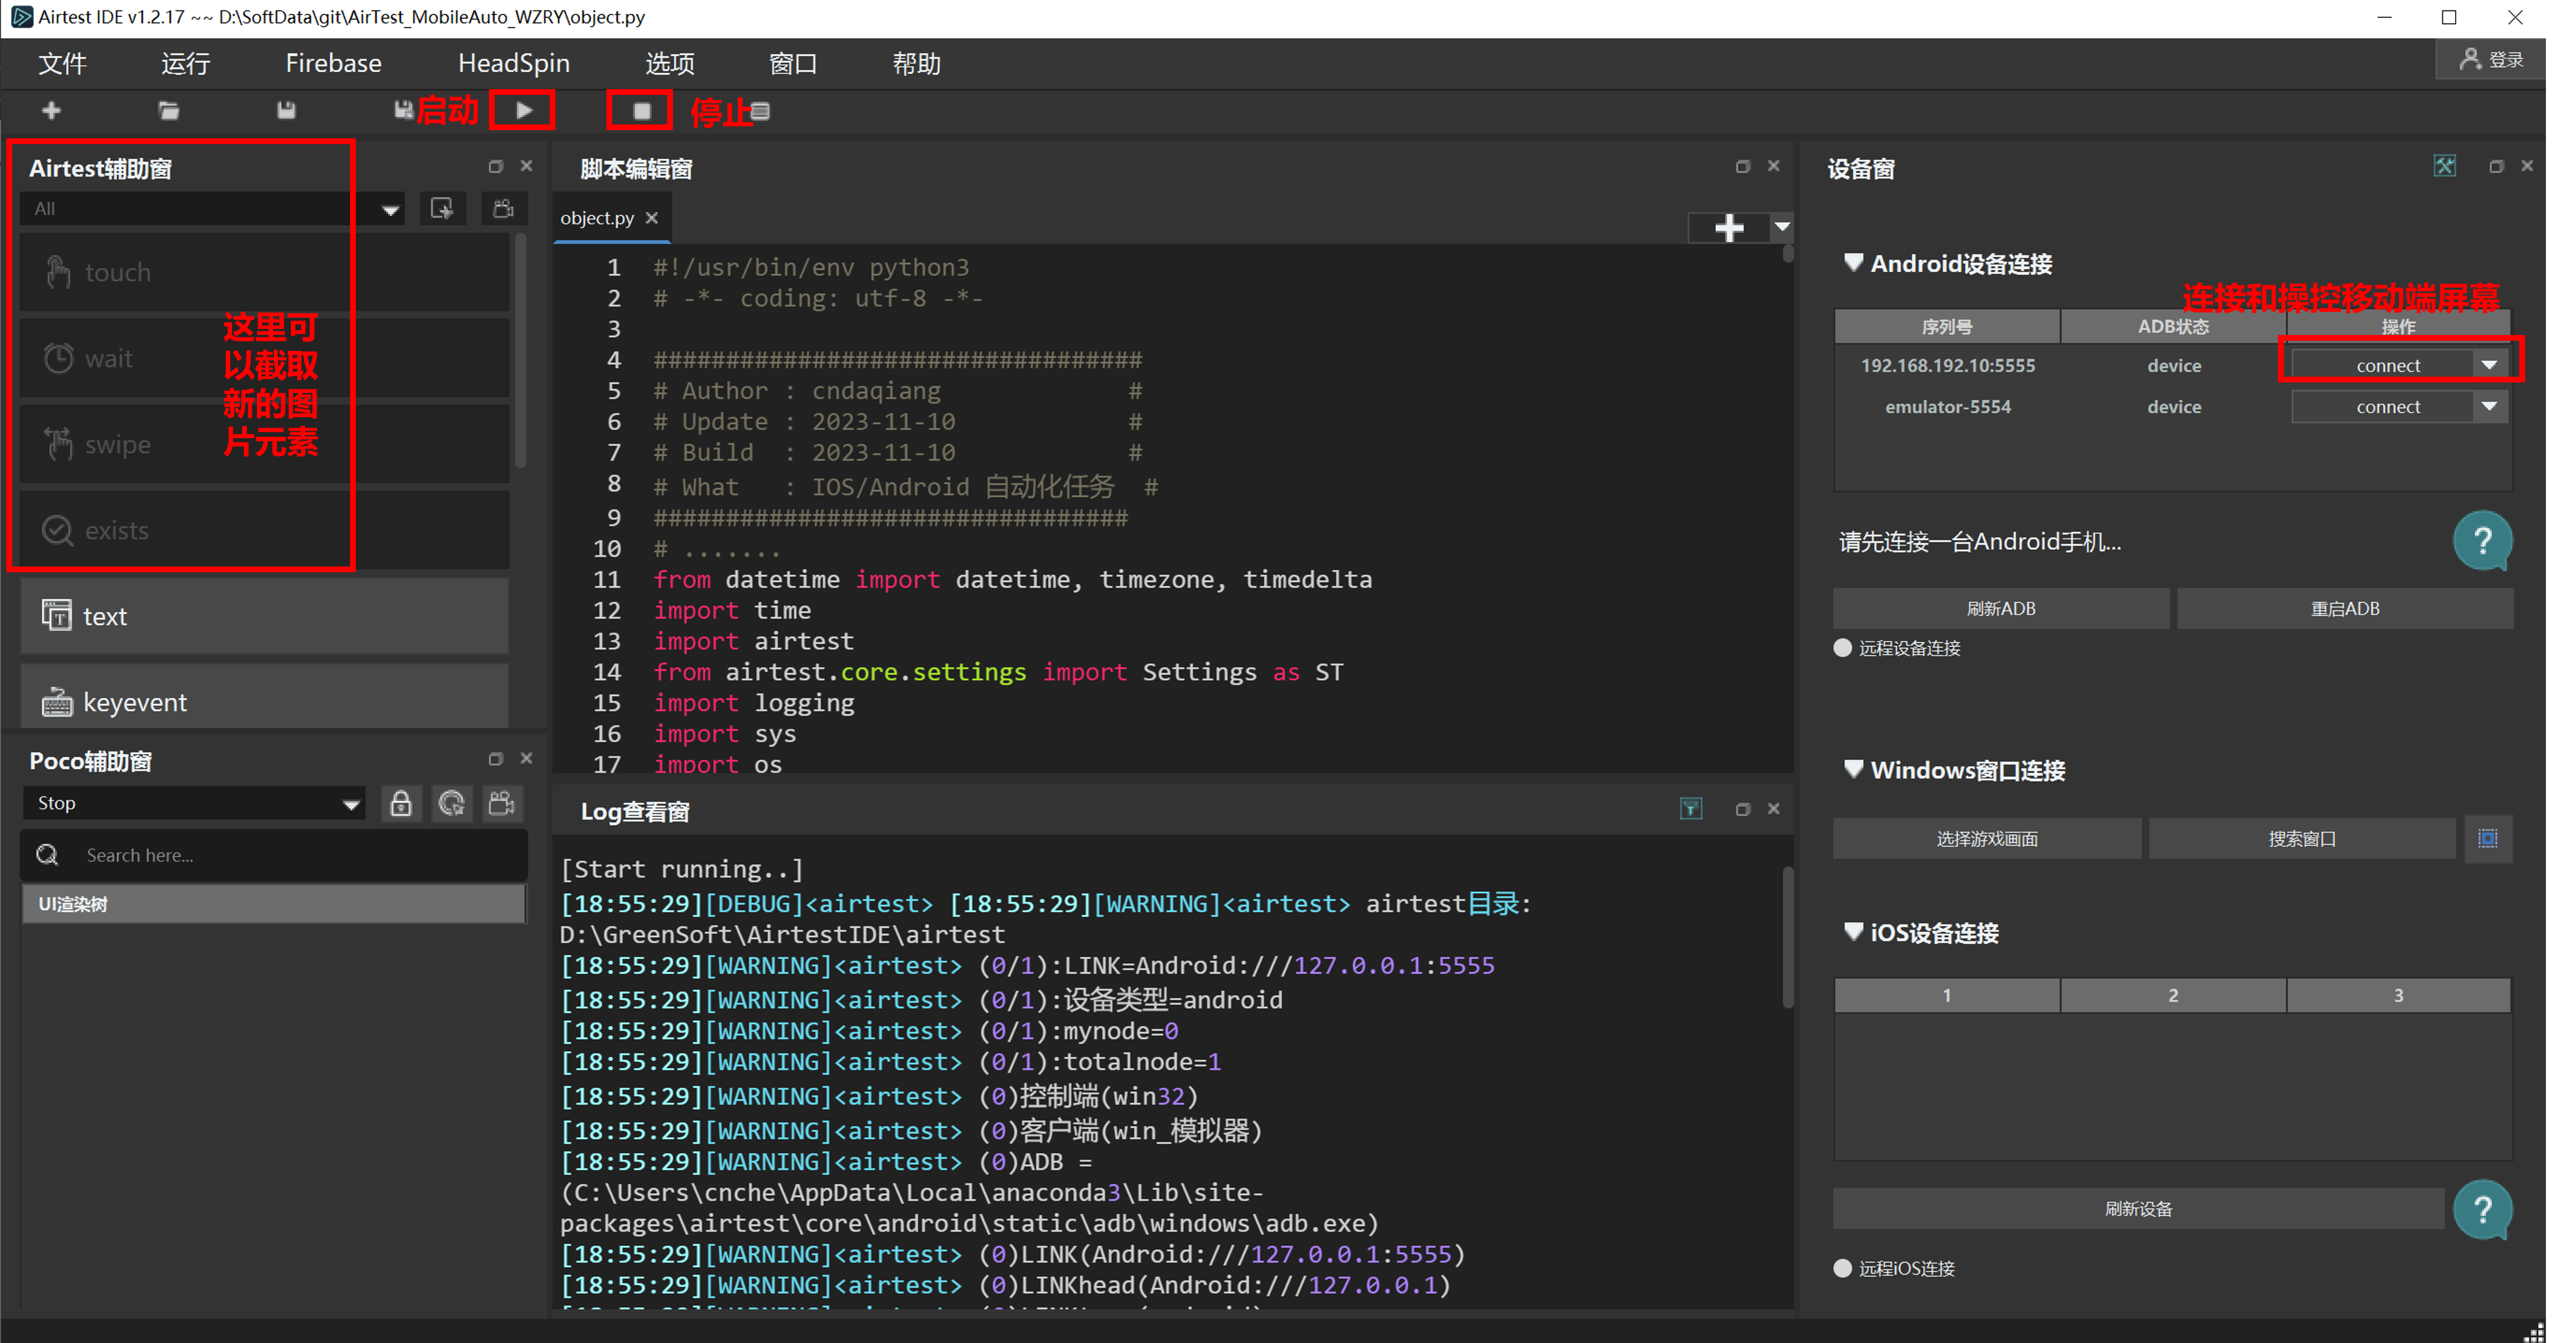 Airtest IDE v1.2.17 ~~ D:\SoftData\git\AirTest_MobileAuto_WZRY\object.py
文件 运行 Firebase HeadSpin 选项 窗口 帮助 登录
启动 停止
Airtest辅助窗
All
touch
wait
swipe
exists
text
keyevent
这里可
以截取
新的图
片元素
Poco辅助窗
Stop
Search here...
UI渲染树
脚本编辑窗
object.py
1 #!/usr/bin/env python3
2 # -*- coding: utf-8 -*-
3
4 ##################################
5 # Author : cndaqiang #
6 # Update : 2023-11-10 #
7 # Build : 2023-11-10 #
8 # What : IOS/Android 自动化任务 #
9 #################################
10 # .......
11 from datetime import datetime, timezone, timedelta
12 import time
13 import airtest
14 from airtest.core.settings import Settings as ST
15 import logging
16 import sys
17 import os
Log查看窗
[Start running..]
[18:55:29][DEBUG]<airtest> [18:55:29][WARNING]<airtest> airtest目录:
D:\GreenSoft\AirtestIDE\airtest
[18:55:29][WARNING]<airtest> (0/1):LINK=Android:///127.0.0.1:5555
[18:55:29][WARNING]<airtest> (0/1):设备类型=android
[18:55:29][WARNING]<airtest> (0/1):mynode=0
[18:55:29][WARNING]<airtest> (0/1):totalnode=1
[18:55:29][WARNING]<airtest> (0)控制端(win32)
[18:55:29][WARNING]<airtest> (0)客户端(win_模拟器)
[18:55:29][WARNING]<airtest> (0)ADB =
(C:\Users\cnche\AppData\Local\anaconda3\Lib\site-
packages\airtest\core\android\static\adb\windows\adb.exe)
[18:55:29][WARNING]<airtest> (0)LINK(Android:///127.0.0.1:5555)
[18:55:29][WARNING]<airtest> (0)LINKhead(Android:///127.0.0.1)
设备窗
Android设备连接
连接和操控移动端屏幕
序列号 ADB状态 操作
192.168.192.10:5555 device connect
emulator-5554 device connect
请先连接一台Android手机...
?
刷新ADB 重启ADB
远程设备连接
Windows窗口连接
选择游戏画面 搜索窗口
iOS设备连接
1 2 3
刷新设备
?
远程iOS连接